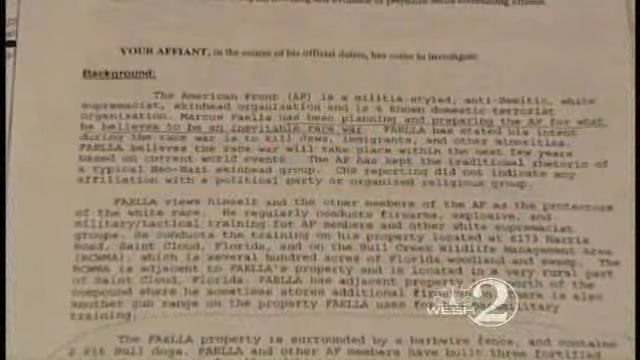 YOUR AFFIANT, in the course of his official duties, has come to investigate:
Background:
The American Front (AF) is a militia-styled, anti-Semitic, white
supremacist, skinhead organization and is a known domestic terrorist
organization. Marcus Faella has been planning and preparing the AF for what
he believes to be an inevitable race war. FAELLA has stated his intent
during the race war is to kill Jews, immigrants, and other minorities.
FAELLA believes the race war will take place within the next few years
based on current world events. The AF has kept the traditional rhetoric of
a typical Neo-Nazi skinhead group. CHS reporting did not indicate any
affiliation with a political party or organized religious group.
FAELLA views himself and the other members of the AF as the protectors
of the white race. He regularly conducts firearms, explosive, and
military/tactical training for AF members and other white supremacist
groups. He conducts the training on his property located at Harris
Road, Saint Cloud, Florida, and on the Bull Creek Wildlife Management Area
, which is several hundred acres of Florida woodland and swamp. The
is adjacent to FAELLA's property and is located in a very rural part
of Saint Cloud, Florida. FAELLA has adjacent property north of the
compound where he sometimes stores additional There is also
another gun range on the property FAELLA uses for military
training.
The FAELLA property is surrounded by a barbwire fence, and contains
2 Pit Bull dogs. FAELLA and other AF members have built three fortified
WESH 2